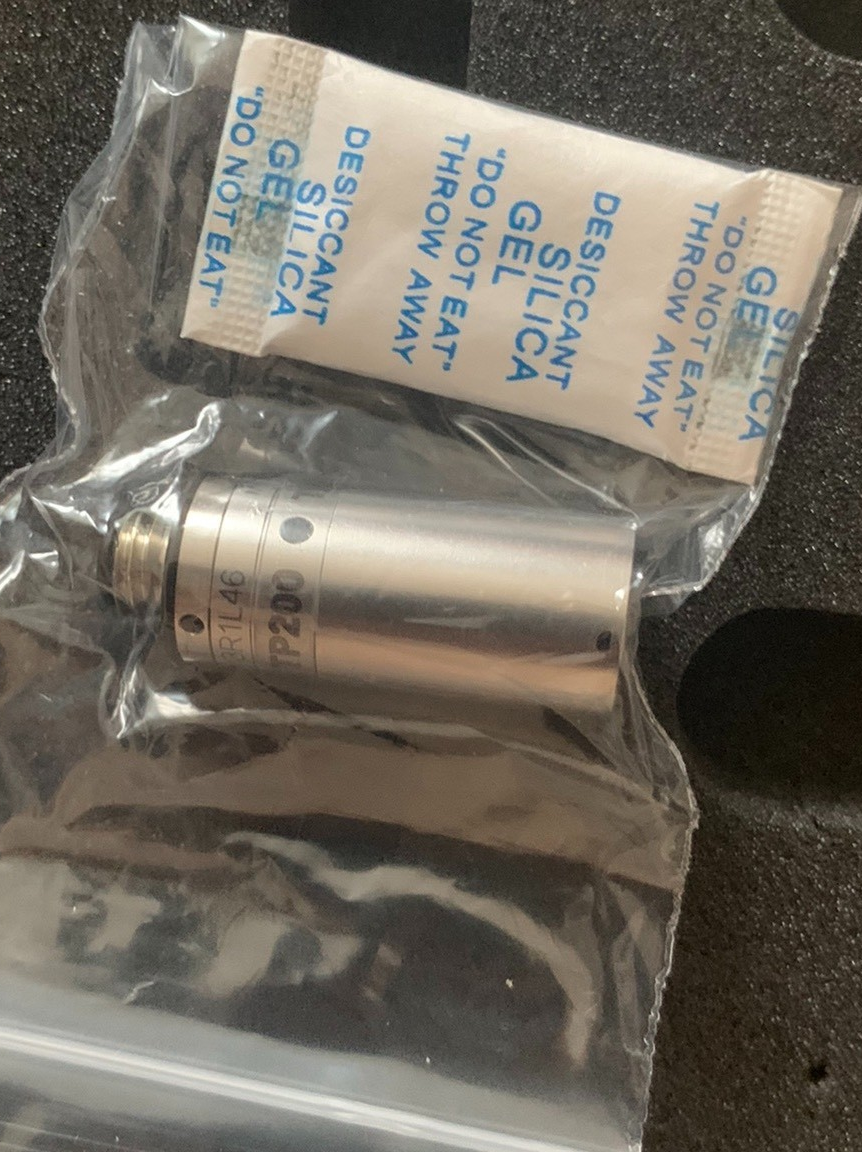 "DO NOT EAT"
GEL
SILICA
DESICCANT
THROW AWAY
"DO NOT EAT"
GEL
SILICA
DESICCANT
THROW AWAY
"DO NOT EAT"
GEL
SILICA
TP200